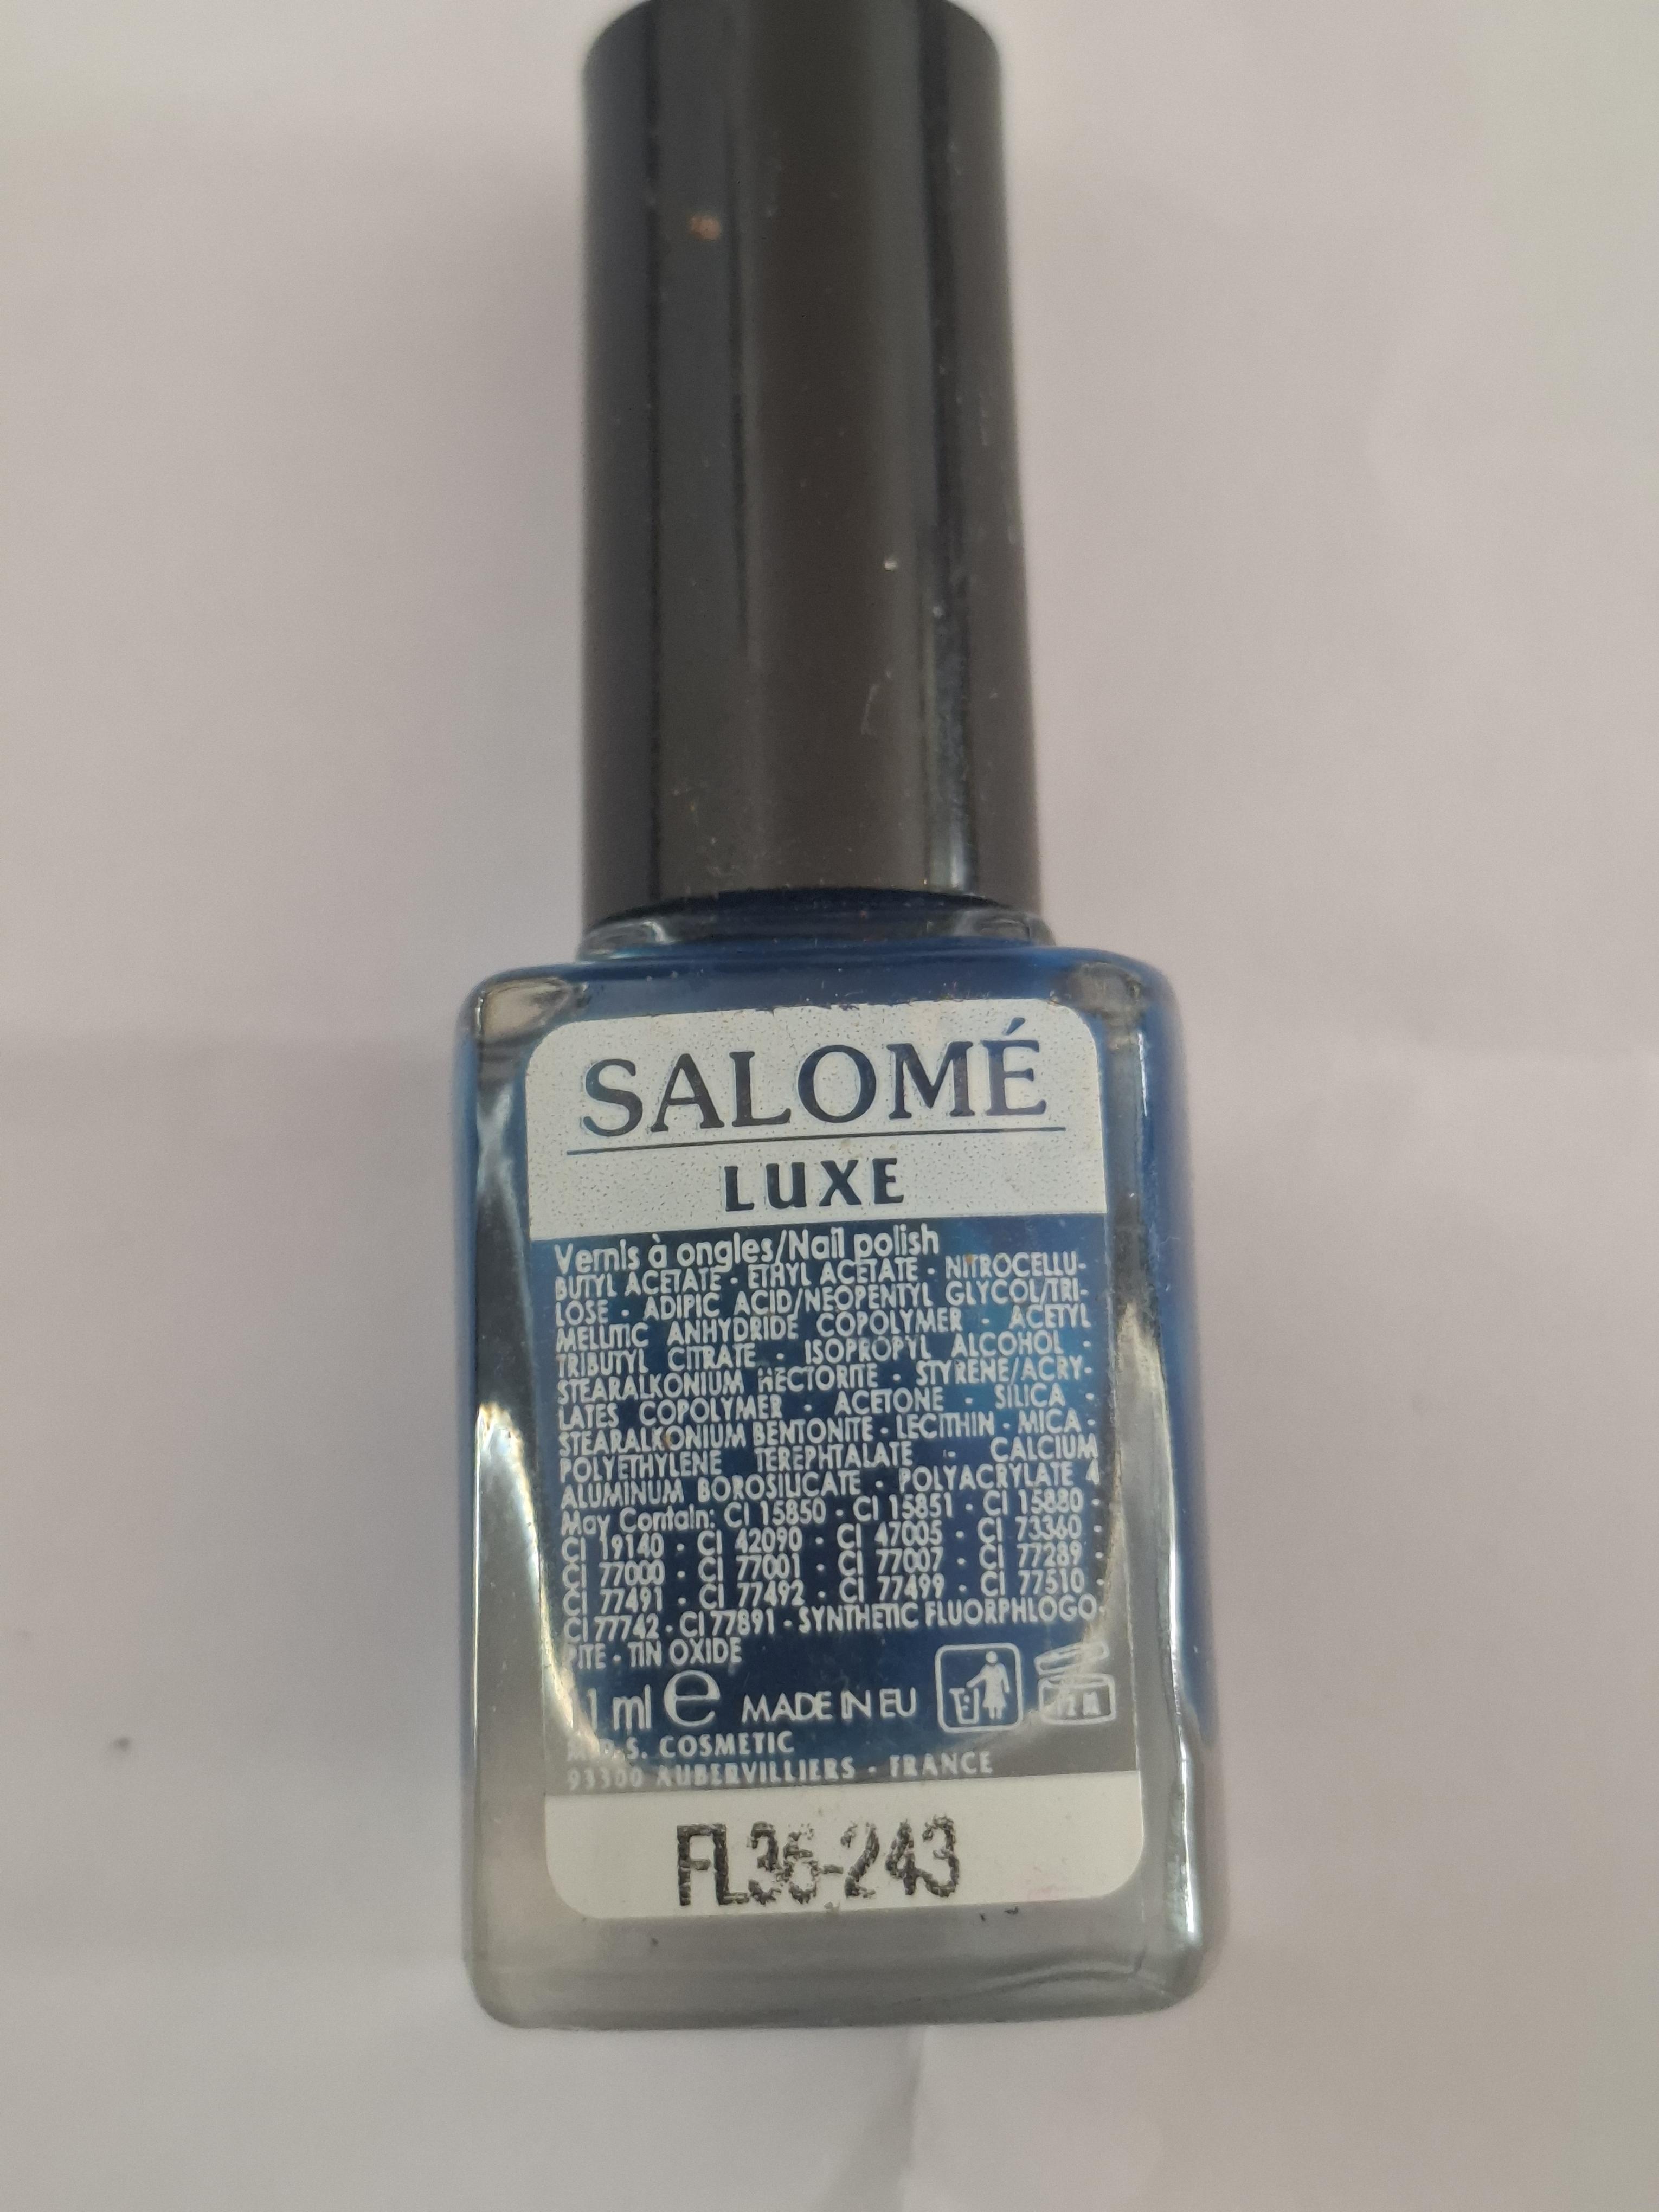 SALOMÉ
LUXE
Vernis à ongles/Nail polish
BUTYL ACETATE · ETHYL ACETATE · NITROCELLU-
LOSE · ADIPIC ACID/NEOPENTYL GLYCOL/TRI-
MELLITIC ANHYDRIDE COPOLYMER · ACETYL
TRIBUTYL CITRATE · ISOPROPYL ALCOHOL ·
STEARALKONIUM HECTORITE · STYRENE/ACRY-
LATES COPOLYMER · ACETONE · SILICA ·
STEARALKONIUM BENTONITE · LECITHIN · MICA ·
POLYETHYLENE TEREPHTALATE · CALCIUM
ALUMINUM BOROSILICATE · POLYACRYLATE 4
May Contain: CI 15850 · CI 15851 · CI 15880 ·
CI 19140 · CI 42090 · CI 47005 · CI 73360 ·
CI 77000 · CI 77001 · CI 77007 · CI 77289 ·
CI 77491 · CI 77492 · CI 77499 · CI 77510 ·
CI 77742 · CI 77891 · SYNTHETIC FLUORPHLOGO-
PITE · TIN OXIDE
11 ml e MADE IN EU 12 M
COSMETIC
93300 AUBERVILLIERS - FRANCE
FL36-243